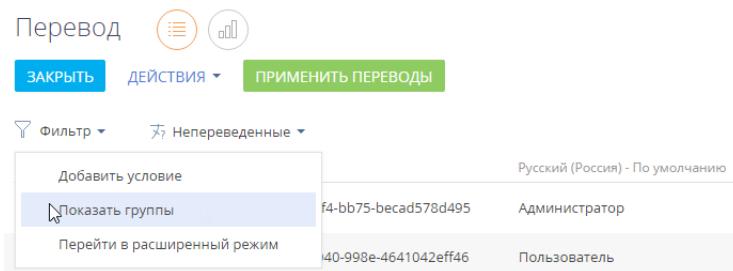 Перевод
ЗАКРЫТЬ ДЕЙСТВИЯ ПРИМЕНИТЬ ПЕРЕВОДЫ
Фильтр Непереведенные
Добавить условие
Русский (Россия) - По умолчанию
Показать группы
f4-bb75-becad578d495 Администратор
Перейти в расширенный режим
040-998e-4641042eff46 Пользователь